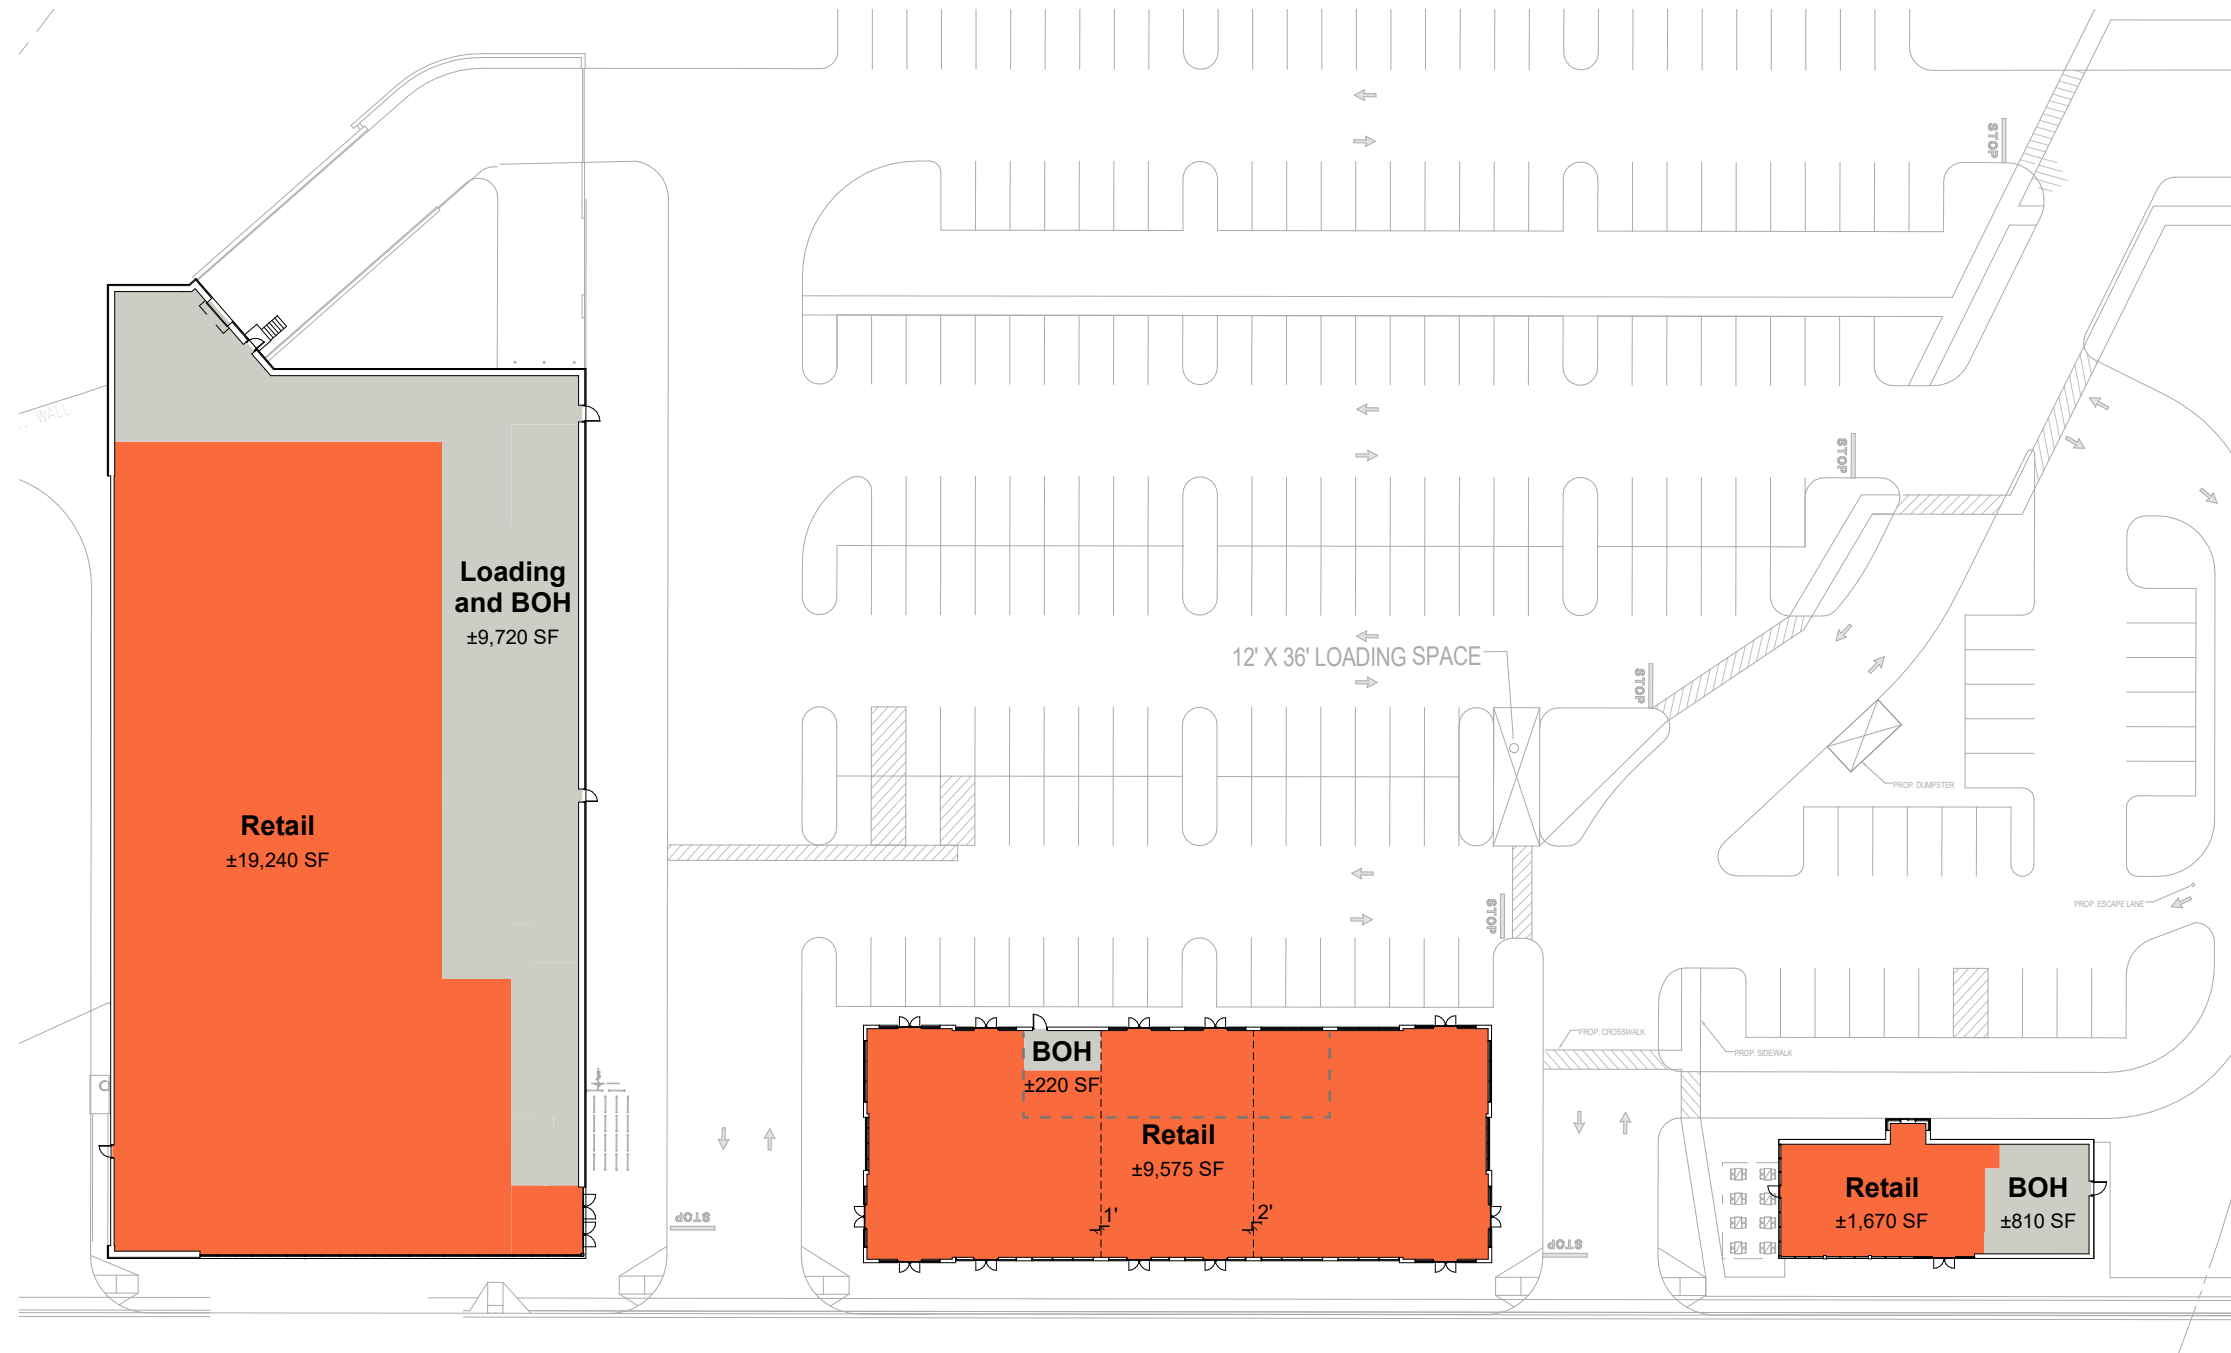 STOP
WALL
STOP
Loading
and BOH
±9,720 SF
12' X 36' LOADING SPACE
STOP
PROP. DUMPSTER
Retail
±19,240 SF
STOP
PROP. ESCAPE LANE
PROP. CROSSWALK
PROP. SIDEWALK
BOH
±220 SF
Retail
±9,575 SF
1'
2'
STOP
STOP
Retail
±1,670 SF
BOH
±810 SF